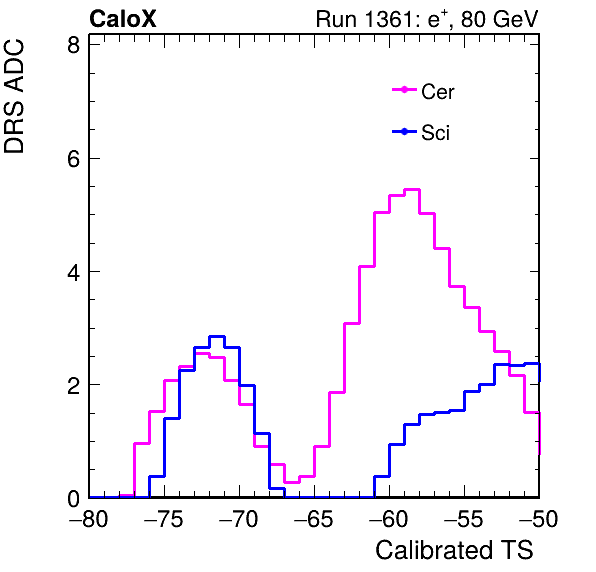 CaloX Run 1361: e⁺, 80 GeV
DRS ADC
8
6
4
2
0
Cer
Sci
−80 −75 −70 −65 −60 −55 −50
Calibrated TS